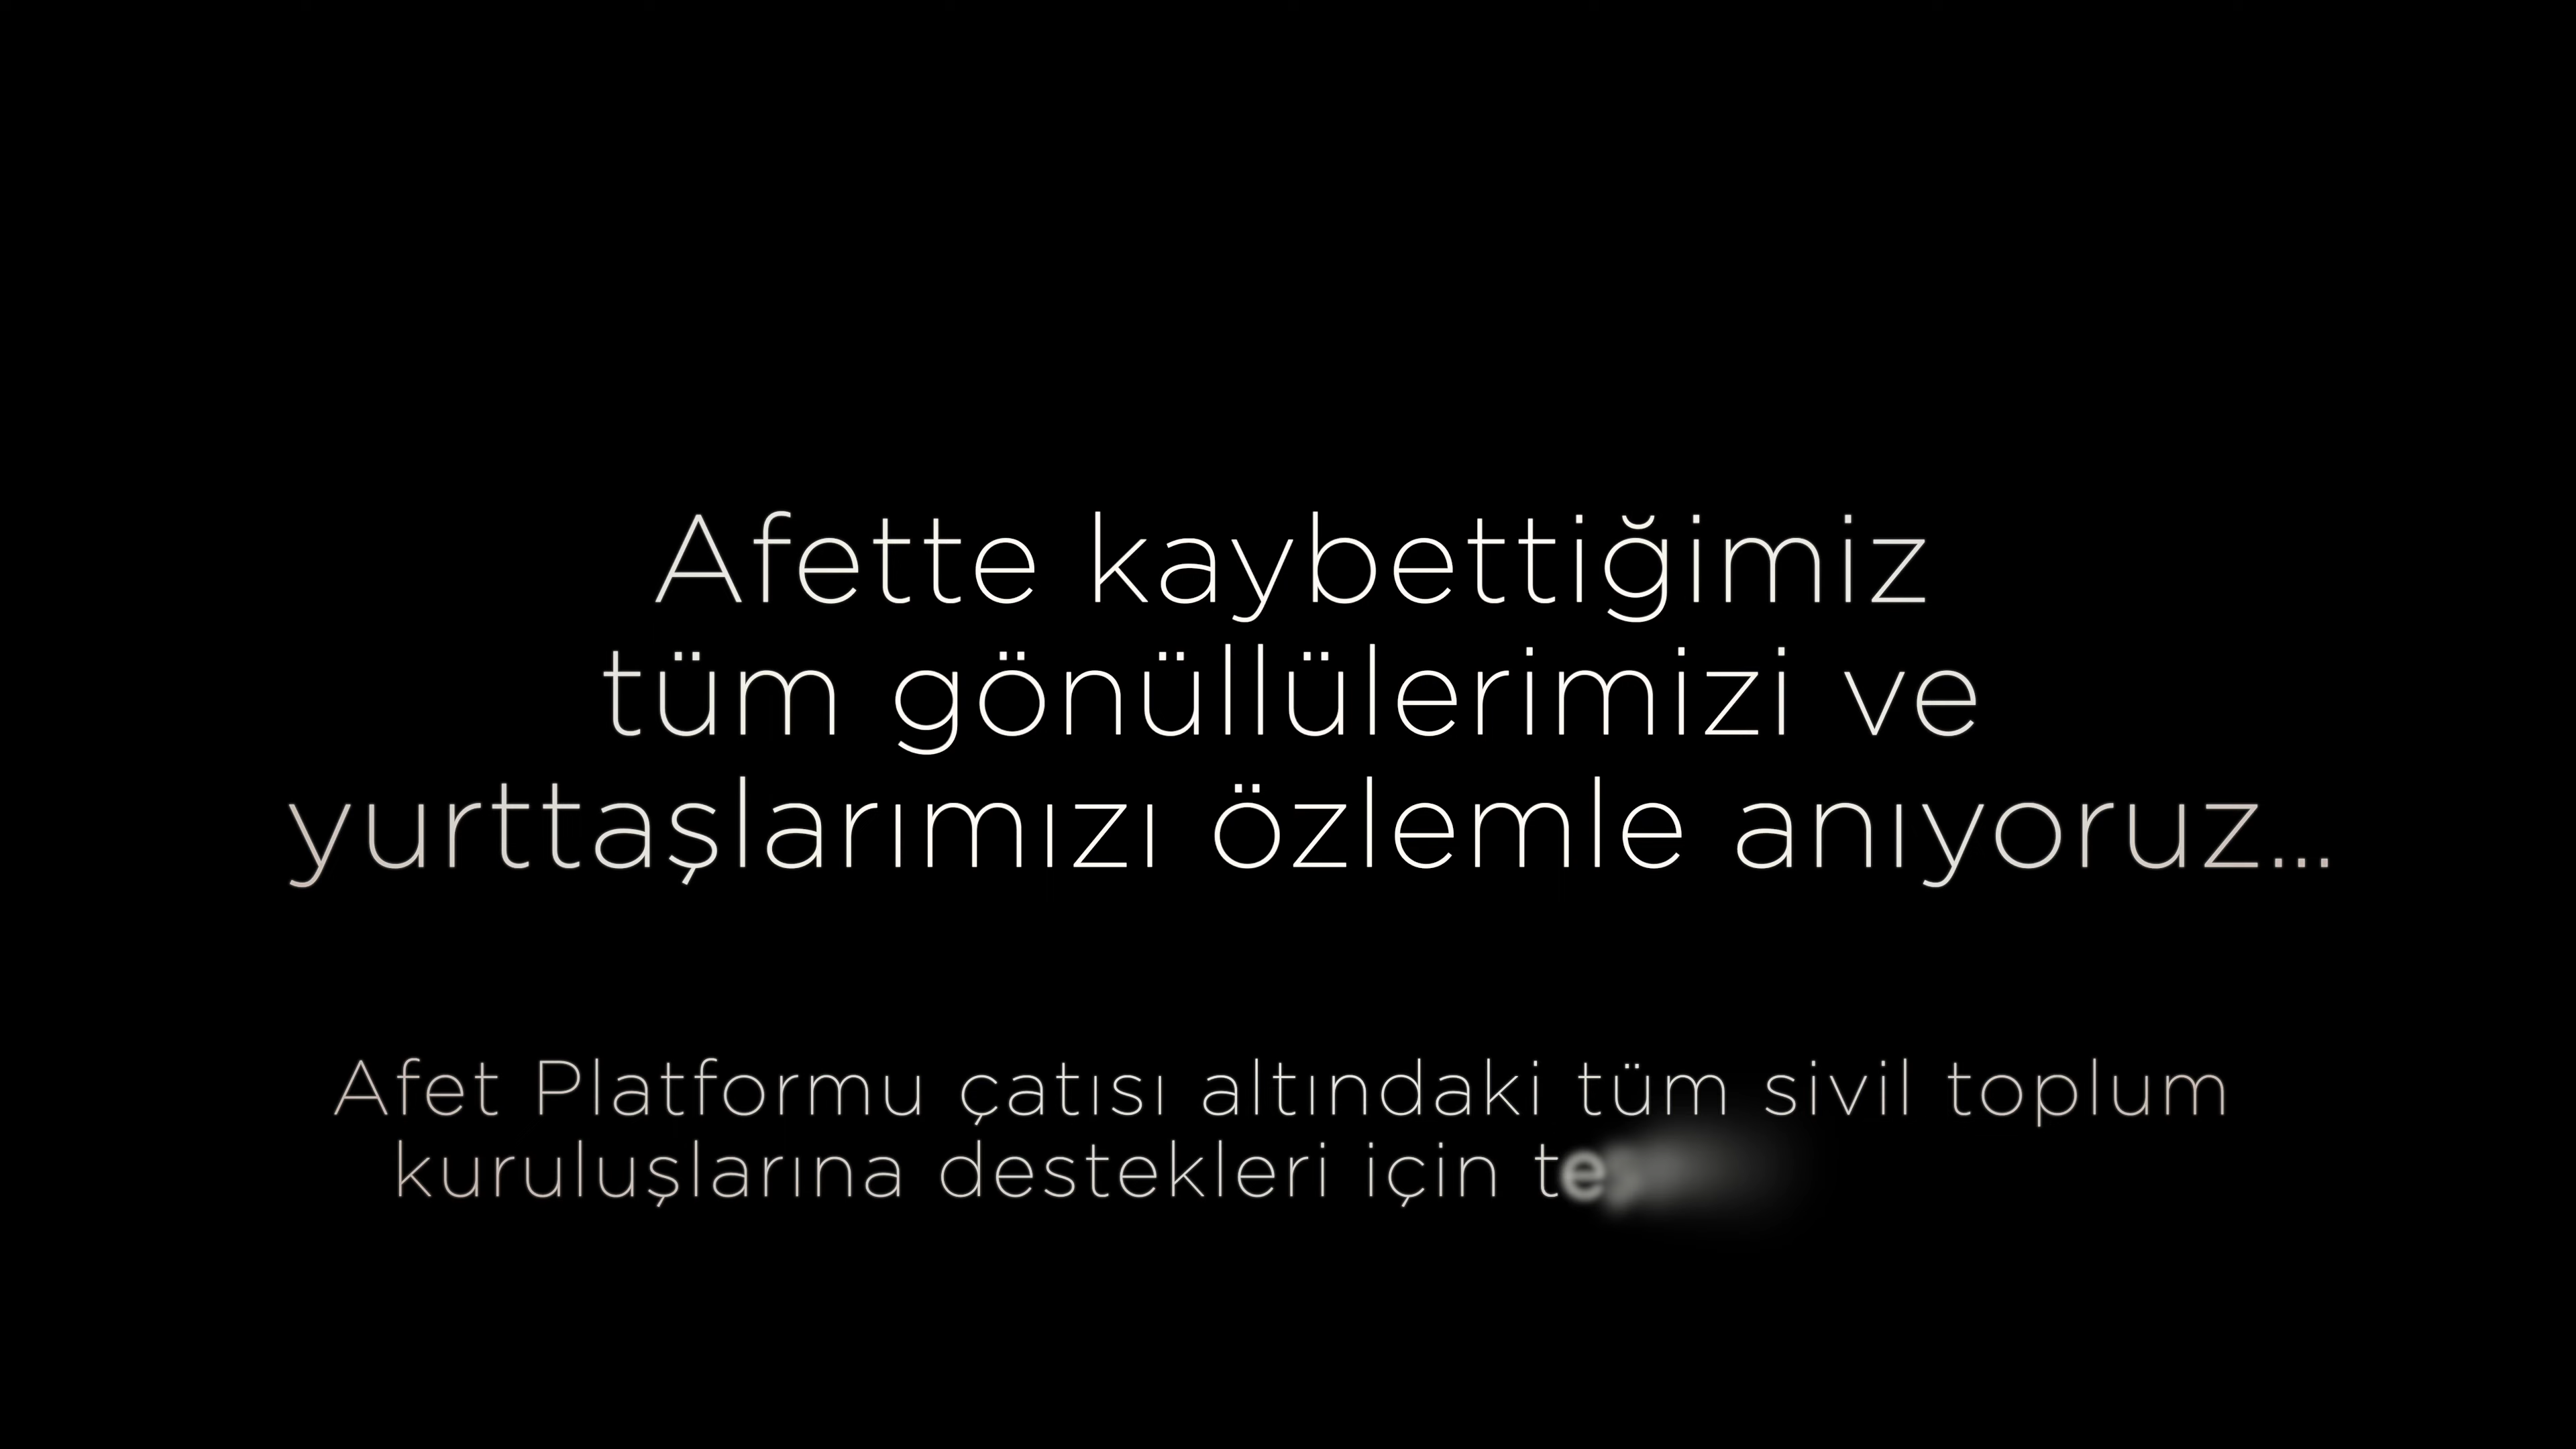 Afette kaybettiğimiz
tüm gönüllülerimizi ve
yurttaşlarımızı özlemle anıyoruz...
Afet Platformu çatısı altındaki tüm sivil toplum
kuruluşlarına destekleri için